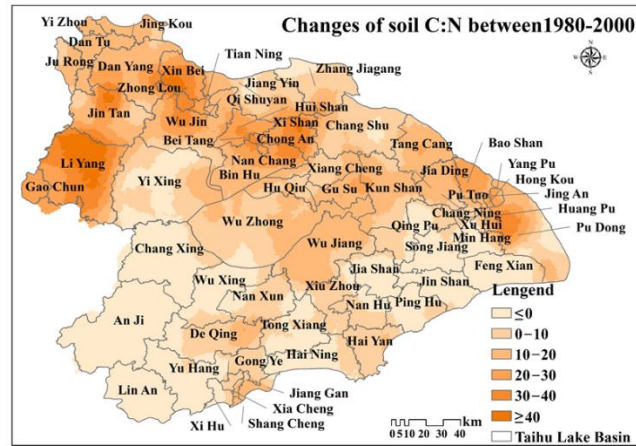 Changes of soil C:N between1980-2000
Yi Zhou
Jing Kou
Dan Tu
Tian Ning
Ju Rong
Dan Yang
Xin Bei
Jiang Yin
Zhang Jiagang
Zhong Lou
Qi Shuyan
Hui Shan
Jin Tan
Wu Jin
Xi Shan
Chang Shu
Bei Tang
Chong An
Tang Cang
Bao Shan
Li Yang
Nan Chang
Xiang Cheng
Jia Ding
Yang Pu
Gao Chun
Yi Xing
Bin Hu
Hu Qiu
Gu Su
Kun Shan
Pu Tuo
Hong Kou
Jing An
Chang Ning
Huang Pu
Wu Zhong
Qing Pu
Xu Hui
Min Hang
Pu Dong
Chang Xing
Wu Jiang
Song Jiang
Jia Shan
Feng Xian
Wu Xing
Xiu Zhou
Jin Shan
Nan Xun
Nan Hu
Ping Hu
An Ji
De Qing
Tong Xiang
Hai Yan
Yu Hang
Gong Ye
Hai Ning
Lin An
Jiang Gan
Xia Cheng
Xi Hu
Shang Cheng
Lengend
≤0
0−10
10−20
20−30
30−40
≥40
Taihu Lake Basin
km
0 5 10 20 30 40
N
W
E
S